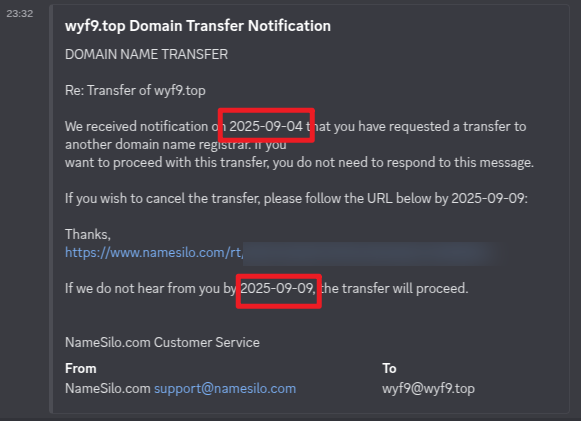 23:32
wyf9.top Domain Transfer Notification
DOMAIN NAME TRANSFER
Re: Transfer of wyf9.top
We received notification on 2025-09-04 that you have requested a transfer to
another domain name registrar. If you
want to proceed with this transfer, you do not need to respond to this message.
If you wish to cancel the transfer, please follow the URL below by 2025-09-09:
Thanks,
https://www.namesilo.com/rt/
If we do not hear from you by 2025-09-09, the transfer will proceed.
NameSilo.com Customer Service
From To
NameSilo.com support@namesilo.com wyf9@wyf9.top